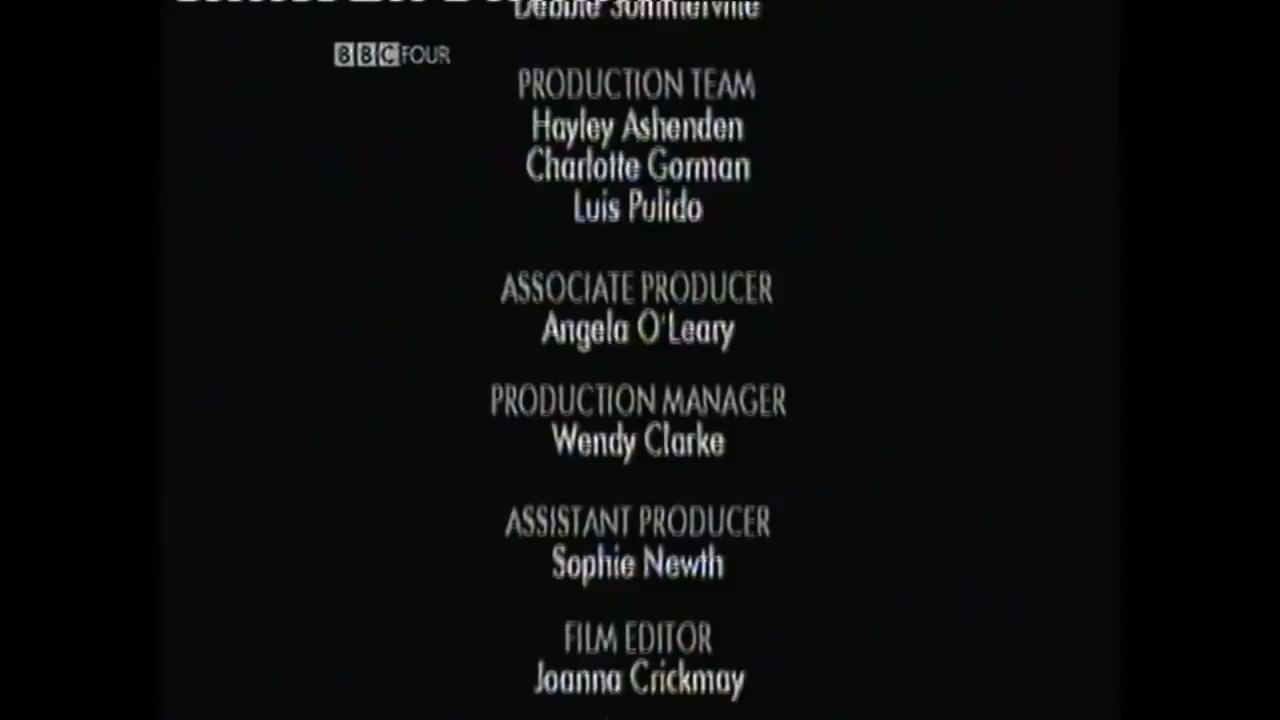 BBC FOUR
PRODUCTION TEAM
Hayley Ashenden
Charlotte Gorman
Luis Pulido
ASSOCIATE PRODUCER
Angela O'Leary
PRODUCTION MANAGER
Wendy Clarke
ASSISTANT PRODUCER
Sophie Newth
FILM EDITOR
Joanna Crickmay